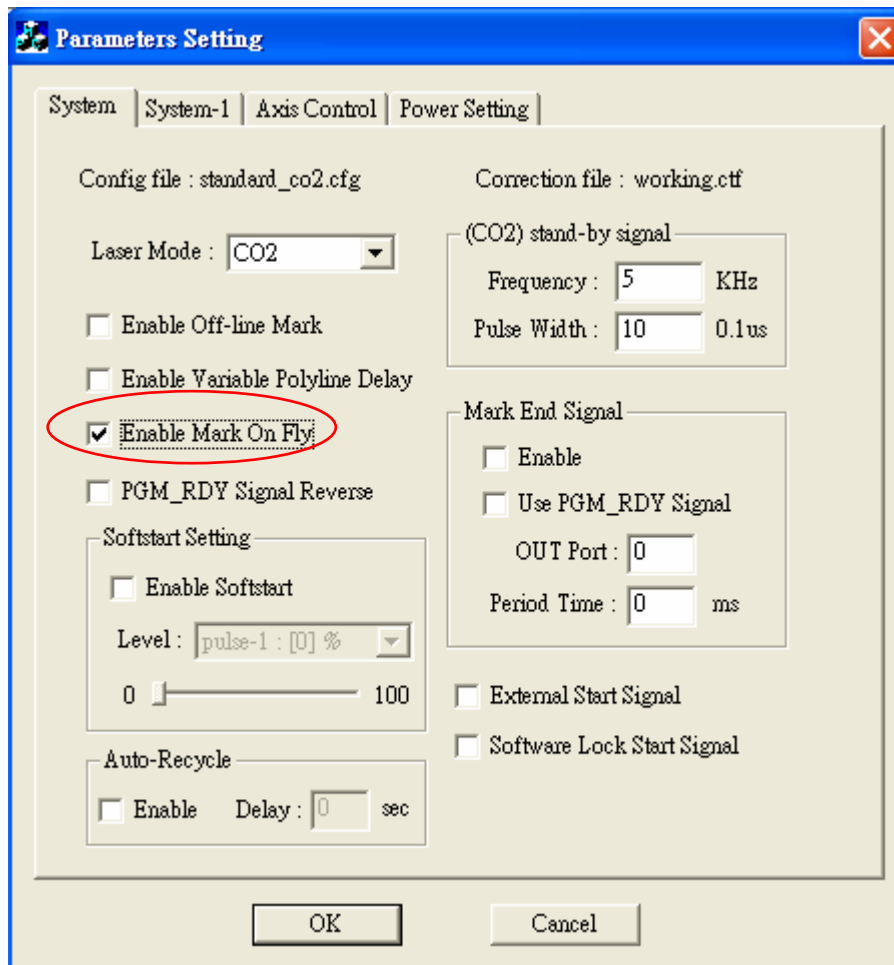 Parameters Setting
System System-1 Axis Control Power Setting
Config file : standard_co2.cfg
Correction file : working.ctf
Laser Mode : CO2
Enable Off-line Mark
Enable Variable Polyline Delay
Enable Mark On Fly
PGM_RDY Signal Reverse
Softstart Setting
Enable Softstart
Level : pulse-1 : [0] %
0 100
Auto-Recycle
Enable Delay : 0 sec
(CO2) stand-by signal
Frequency : 5 KHz
Pulse Width : 10 0.1us
Mark End Signal
Enable
Use PGM_RDY Signal
OUT Port : 0
Period Time : 0 ms
External Start Signal
Software Lock Start Signal
OK Cancel